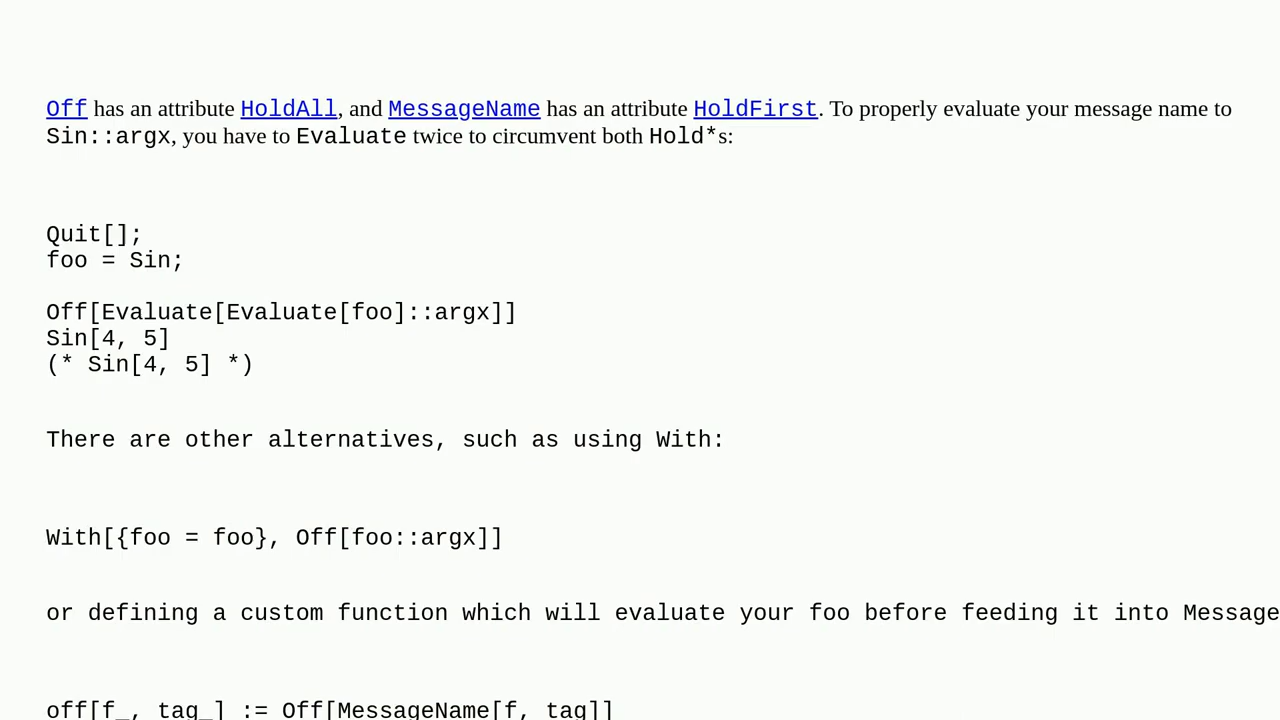 Off has an attribute HoldAll, and MessageName has an attribute HoldFirst. To properly evaluate your message name to
Sin::argx, you have to Evaluate twice to circumvent both Hold*s:
Quit[];
foo = Sin;
Off[Evaluate[Evaluate[foo]::argx]]
Sin[4, 5]
(* Sin[4, 5] *)
There are other alternatives, such as using With:
With[{foo = foo}, Off[foo::argx]]
or defining a custom function which will evaluate your foo before feeding it into Message
off[f_, tag_] := Off[MessageName[f, tag]]